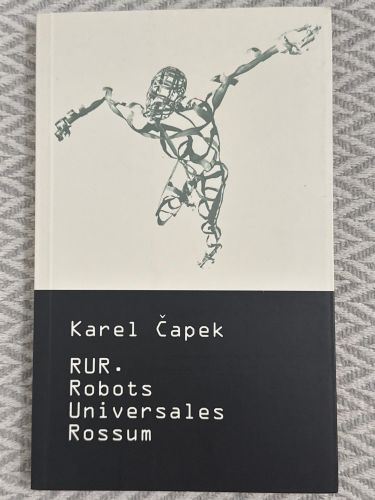 Karel Čapek
RUR.
Robots
Universales
Rossum